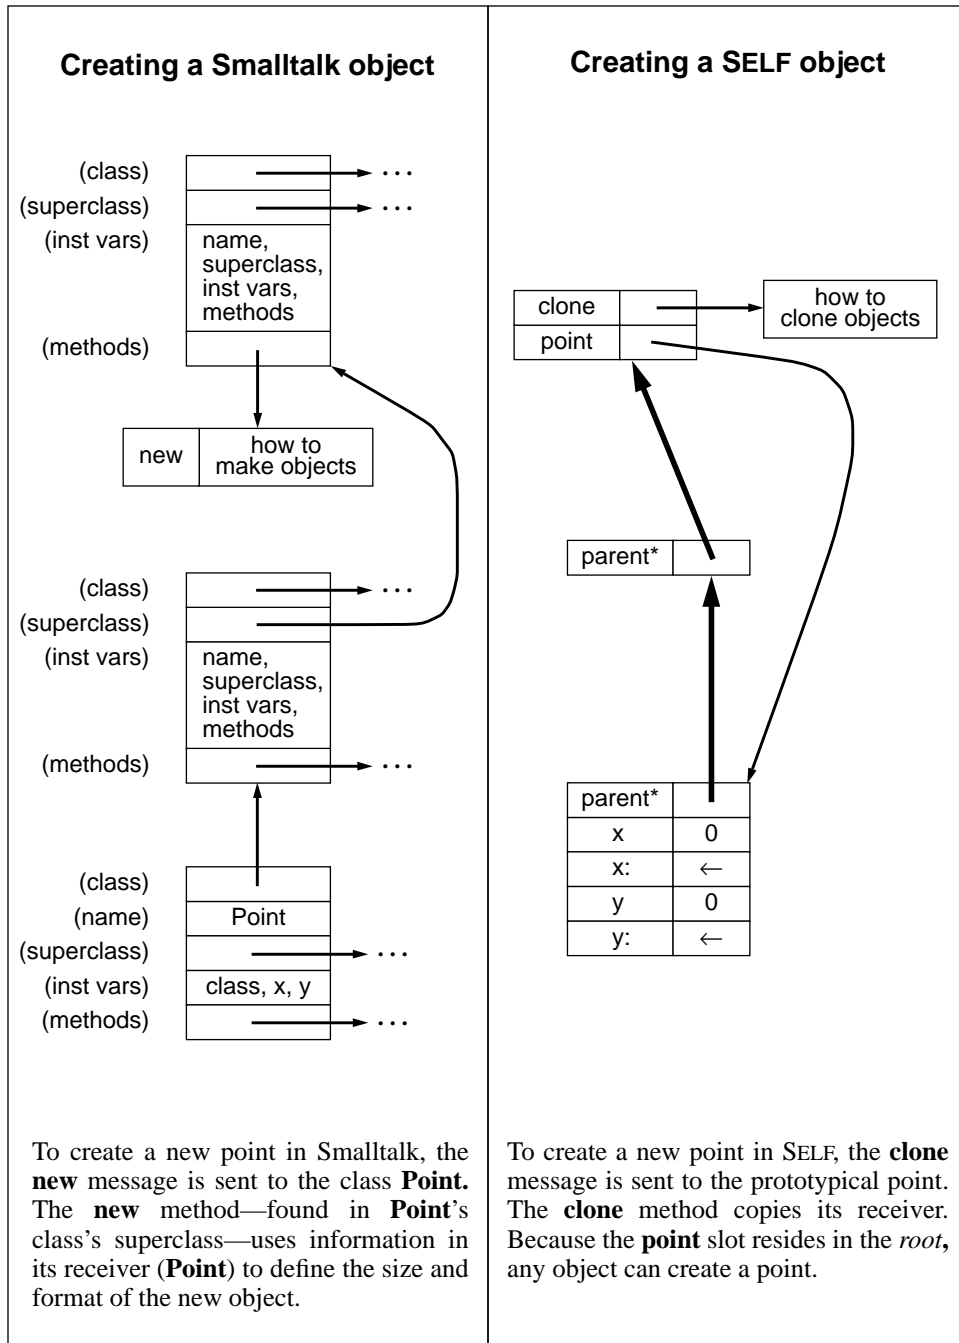 Creating a Smalltalk object
(class)
...
(superclass)
...
(inst vars)
name,
superclass,
inst vars,
methods
(methods)
new
how to
make objects
(class)
...
(superclass)
(inst vars)
name,
superclass,
inst vars,
methods
(methods)
...
(class)
(name)
Point
(superclass)
...
(inst vars)
class, x, y
(methods)
...
To create a new point in Smalltalk, the
new message is sent to the class Point.
The new method—found in Point's
class's superclass—uses information in
its receiver (Point) to define the size and
format of the new object.
Creating a SELF object
clone
how to
clone objects
point
parent*
parent*
x
0
x:
←
y
0
y:
←
To create a new point in SELF, the clone
message is sent to the prototypical point.
The clone method copies its receiver.
Because the point slot resides in the root,
any object can create a point.